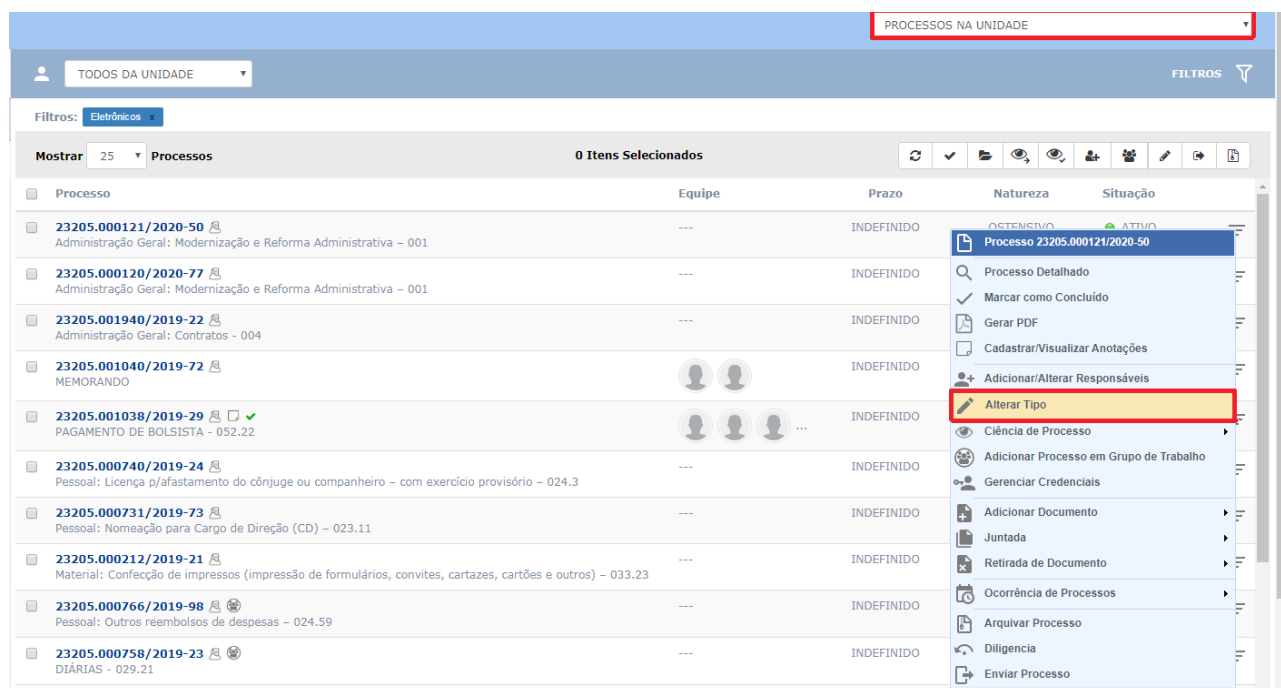 PROCESSOS NA UNIDADE
TODOS DA UNIDADE
FILTROS
Filtros: Eletrônicos x
Mostrar 25 Processos
0 Itens Selecionados
Processo Equipe Prazo Natureza Situação
23205.000121/2020-50 --- INDEFINIDO OSTENSIVO ATIVO
Administração Geral: Modernização e Reforma Administrativa – 001
23205.000120/2020-77 --- INDEFINIDO
Administração Geral: Modernização e Reforma Administrativa – 001
23205.001940/2019-22 --- INDEFINIDO
Administração Geral: Contratos - 004
23205.001040/2019-72 INDEFINIDO
MEMORANDO
23205.001038/2019-29 ... INDEFINIDO
PAGAMENTO DE BOLSISTA - 052.22
23205.000740/2019-24 --- INDEFINIDO
Pessoal: Licença p/afastamento do cônjuge ou companheiro – com exercício provisório – 024.3
23205.000731/2019-73 --- INDEFINIDO
Pessoal: Nomeação para Cargo de Direção (CD) – 023.11
23205.000212/2019-21 --- INDEFINIDO
Material: Confecção de impressos (impressão de formulários, convites, cartazes, cartões e outros) – 033.23
23205.000766/2019-98 --- INDEFINIDO
Pessoal: Outros reembolsos de despesas – 024.59
23205.000758/2019-23 --- INDEFINIDO
DIÁRIAS - 029.21
Processo 23205.000121/2020-50
Processo Detalhado
Marcar como Concluído
Gerar PDF
Cadastrar/Visualizar Anotações
Adicionar/Alterar Responsáveis
Alterar Tipo
Ciência de Processo
Adicionar Processo em Grupo de Trabalho
Gerenciar Credenciais
Adicionar Documento
Juntada
Retirada de Documento
Ocorrência de Processos
Arquivar Processo
Diligencia
Enviar Processo